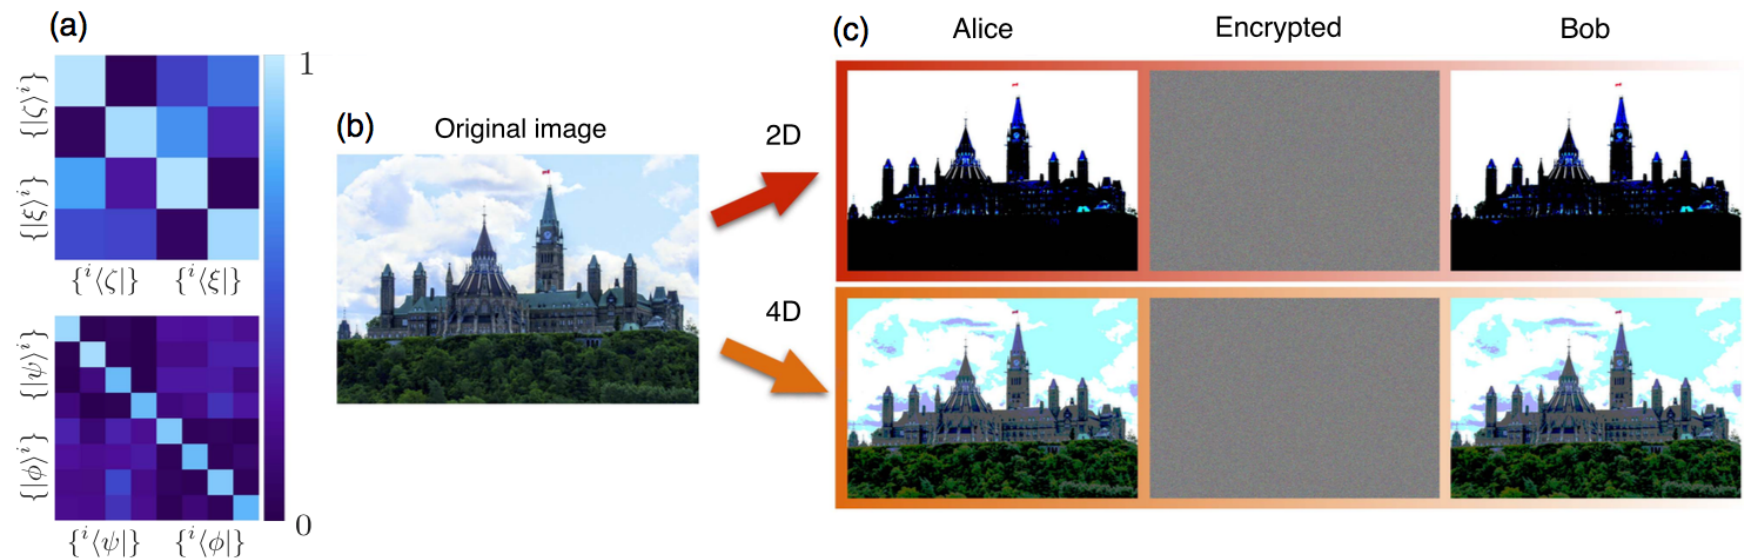 (a)
1
{|ζ⟩ⁱ}
{|ξ⟩ⁱ}
{ⁱ⟨ζ|} {ⁱ⟨ξ|}
{|ψ⟩ⁱ}
{|ϕ⟩ⁱ}
0
{ⁱ⟨ψ|} {ⁱ⟨ϕ|}
(b)
Original image
2D
4D
(c)
Alice Encrypted Bob